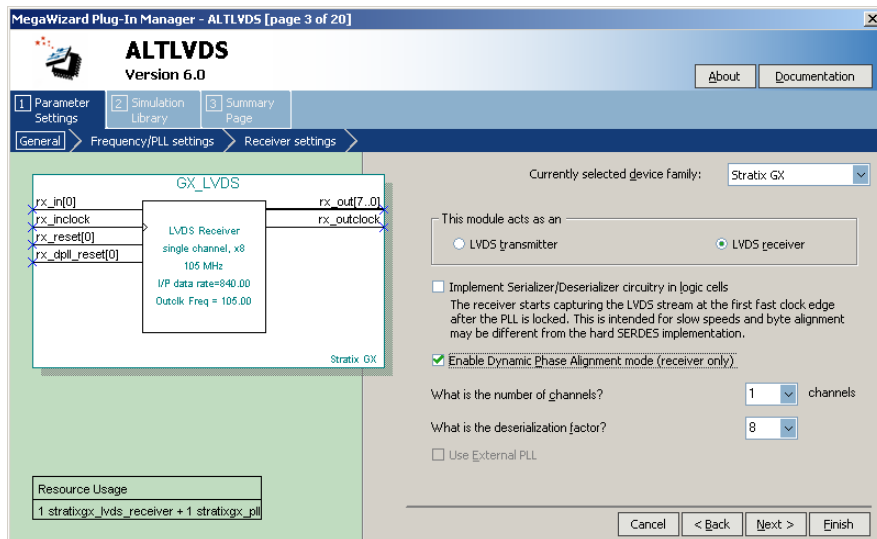 MegaWizard Plug-In Manager - ALTLVDS [page 3 of 20]
ALTLVDS
Version 6.0
About
Documentation
1 Parameter Settings
2 Simulation Library
3 Summary Page
General
Frequency/PLL settings
Receiver settings
GX_LVDS
rx_in[0]
rx_inclock
rx_reset[0]
rx_dpll_reset[0]
rx_out[7..0]
rx_outclock
LVDS Receiver
single channel, x8
105 MHz
I/P data rate=840.00
Outclk Freq = 105.00
Stratix GX
Resource Usage
1 stratixgx_lvds_receiver + 1 stratixgx_pll
Currently selected device family:
Stratix GX
This module acts as an
LVDS transmitter
LVDS receiver
Implement Serializer/Deserializer circuitry in logic cells
The receiver starts capturing the LVDS stream at the first fast clock edge
after the PLL is locked. This is intended for slow speeds and byte alignment
may be different from the hard SERDES implementation.
Enable Dynamic Phase Alignment mode (receiver only)
What is the number of channels?
1
channels
What is the deserialization factor?
8
Use External PLL
Cancel
< Back
Next >
Finish